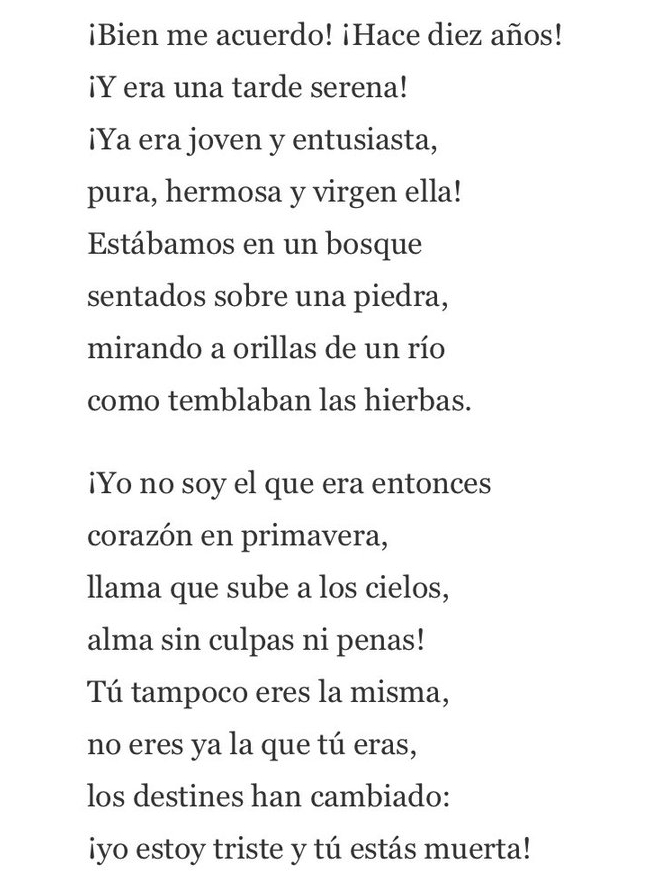 ¡Bien me acuerdo! ¡Hace diez años!
¡Y era una tarde serena!
¡Ya era joven y entusiasta,
pura, hermosa y virgen ella!
Estábamos en un bosque
sentados sobre una piedra,
mirando a orillas de un río
como temblaban las hierbas.
¡Yo no soy el que era entonces
corazón en primavera,
llama que sube a los cielos,
alma sin culpas ni penas!
Tú tampoco eres la misma,
no eres ya la que tú eras,
los destines han cambiado:
¡yo estoy triste y tú estás muerta!